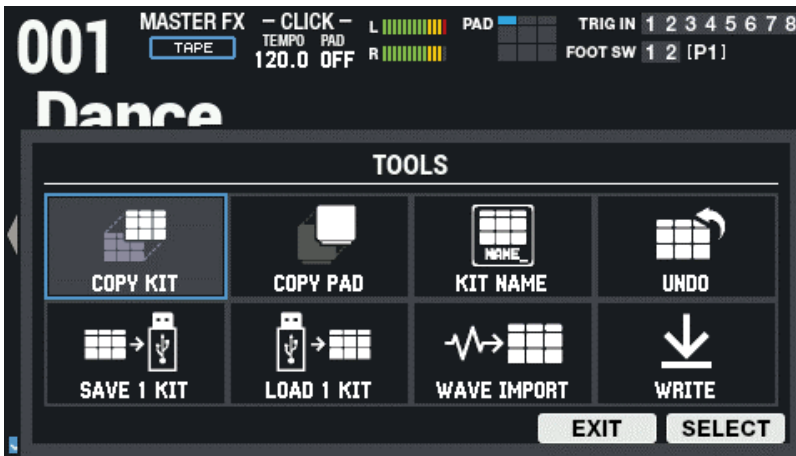 001
MASTER FX
TAPE
– CLICK –
TEMPO PAD
120.0 OFF
L
R
PAD
TRIG IN 1 2 3 4 5 6 7 8
FOOT SW 1 2 [P1]
Dance
TOOLS
COPY KIT
COPY PAD
NAME_
KIT NAME
UNDO
SAVE 1 KIT
LOAD 1 KIT
WAVE IMPORT
WRITE
EXIT
SELECT